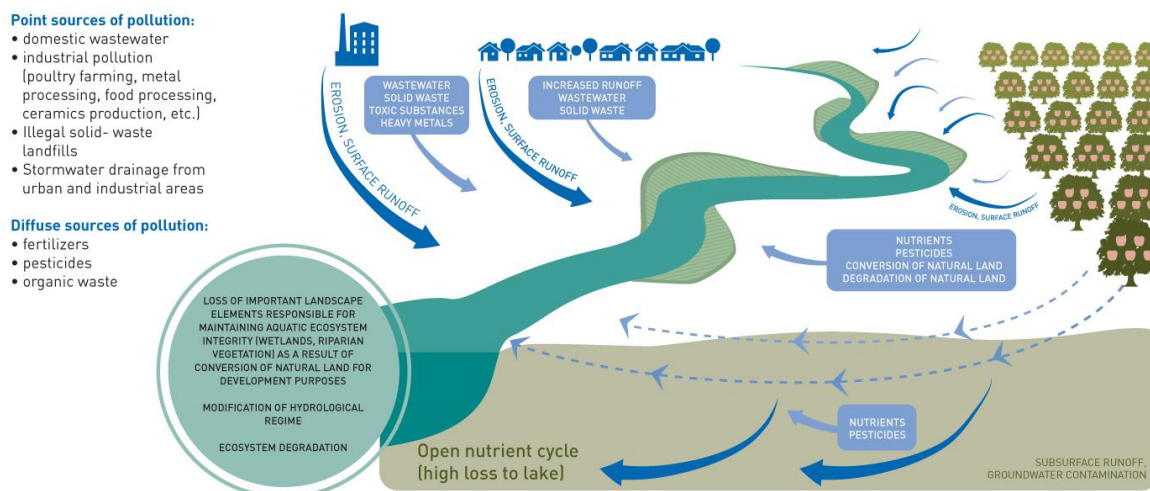 Point sources of pollution:
• domestic wastewater
• industrial pollution
(poultry farming, metal
processing, food processing,
ceramics production, etc.)
• Illegal solid- waste
landfills
• Stormwater drainage from
urban and industrial areas
Diffuse sources of pollution:
• fertilizers
• pesticides
• organic waste
EROSION, SURFACE RUNOFF
WASTEWATER
SOLID WASTE
TOXIC SUBSTANCES
HEAVY METALS
EROSION, SURFACE RUNOFF
INCREASED RUNOFF
WASTEWATER
SOLID WASTE
EROSION, SURFACE RUNOFF
NUTRIENTS
PESTICIDES
CONVERSION OF NATURAL LAND
DEGRADATION OF NATURAL LAND
LOSS OF IMPORTANT LANDSCAPE
ELEMENTS RESPONSIBLE FOR
MAINTAINING AQUATIC ECOSYSTEM
INTEGRITY (WETLANDS, RIPARIAN
VEGETATION) AS A RESULT OF
CONVERSION OF NATURAL LAND FOR
DEVELOPMENT PURPOSES
MODIFICATION OF HYDROLOGICAL
REGIME
ECOSYSTEM DEGRADATION
NUTRIENTS
PESTICIDES
Open nutrient cycle
(high loss to lake)
SUBSURFACE RUNOFF,
GROUNDWATER CONTAMINATION